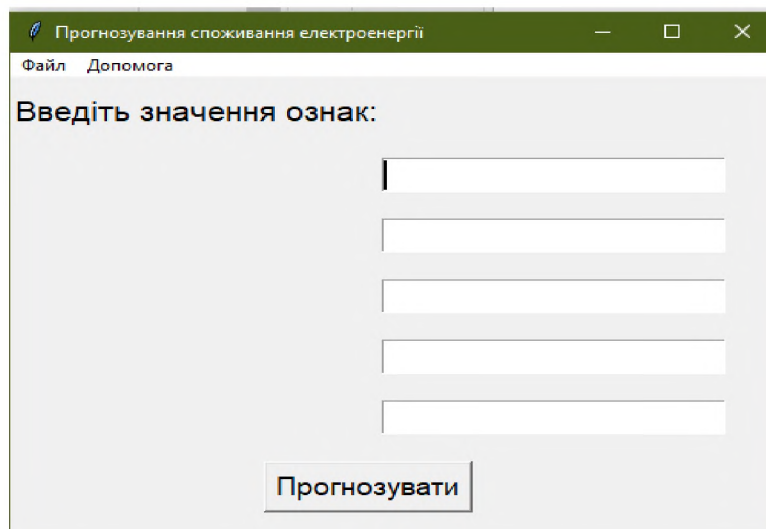 Прогнозування споживання електроенергії
Файл Допомога
Введіть значення ознак:
Прогнозувати